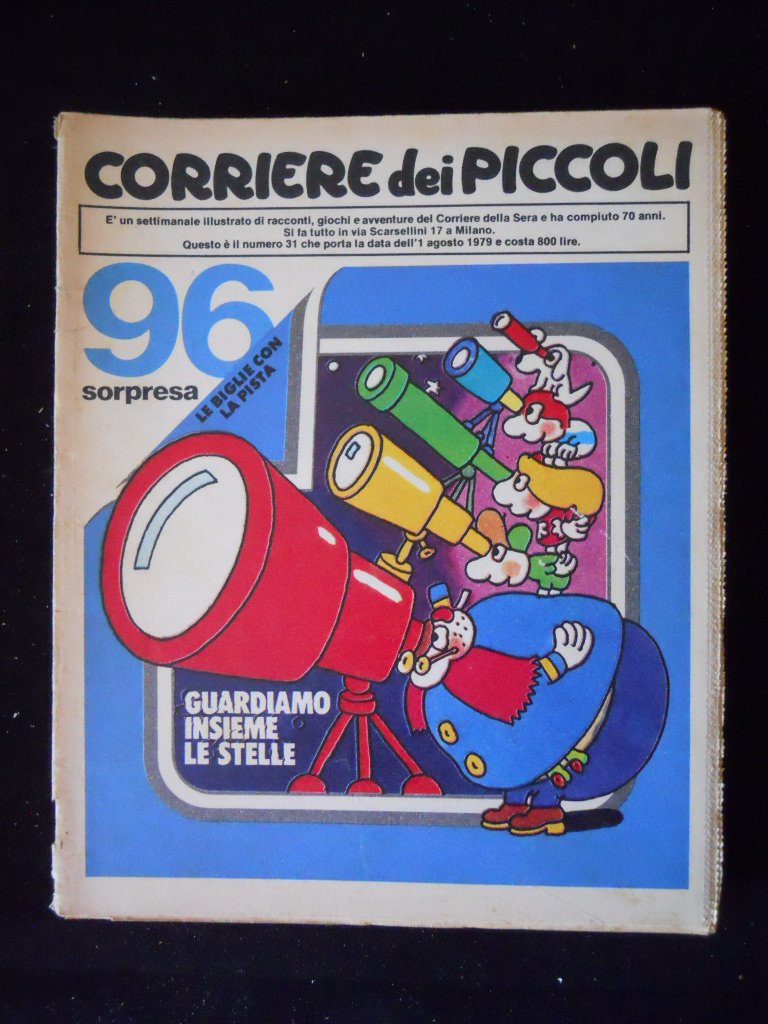 CORRIERE dei PICCOLI
E' un settimanale illustrato di racconti, giochi e avventure del Corriere della Sera e ha compiuto 70 anni.
Si fa tutto in via Scarsellini 17 a Milano.
Questo è il numero 31 che porta la data dell'1 agosto 1979 e costa 800 lire.
96
sorpresa
LE BIGLIE CON
LA PISTA
GUARDIAMO
INSIEME
LE STELLE